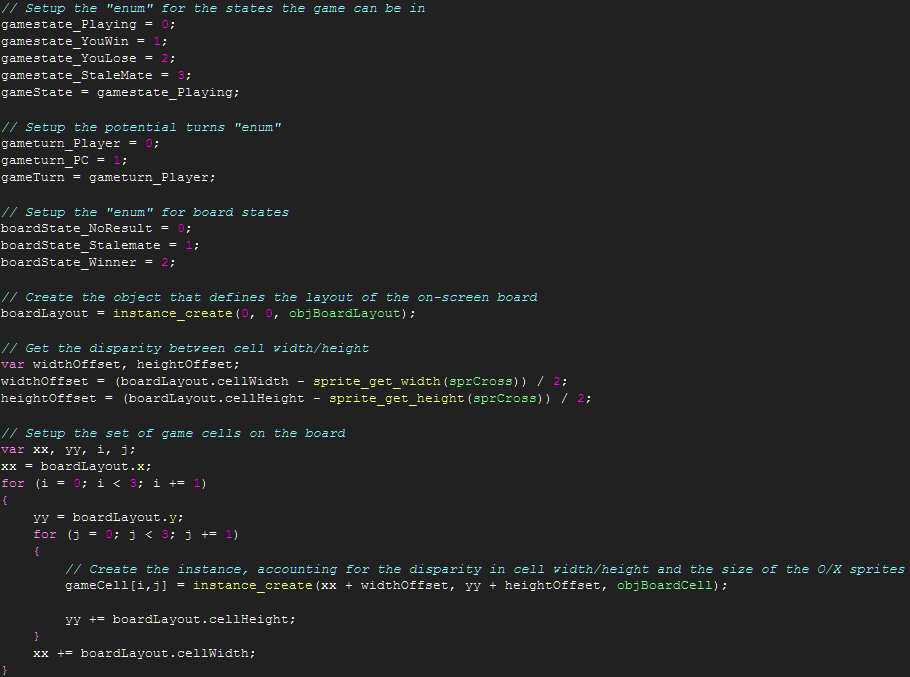 // Setup the "enum" for the states the game can be in
gamestate_Playing = 0;
gamestate_YouWin = 1;
gamestate_YouLose = 2;
gamestate_StaleMate = 3;
gameState = gamestate_Playing;

// Setup the potential turns "enum"
gameturn_Player = 0;
gameturn_PC = 1;
gameTurn = gameturn_Player;

// Setup the "enum" for board states
boardState_NoResult = 0;
boardState_Stalemate = 1;
boardState_Winner = 2;

// Create the object that defines the layout of the on-screen board
boardLayout = instance_create(0, 0, objBoardLayout);

// Get the disparity between cell width/height
var widthOffset, heightOffset;
widthOffset = (boardLayout.cellWidth - sprite_get_width(sprCross)) / 2;
heightOffset = (boardLayout.cellHeight - sprite_get_height(sprCross)) / 2;

// Setup the set of game cells on the board
var xx, yy, i, j;
xx = boardLayout.x;
for (i = 0; i < 3; i += 1)
{
    yy = boardLayout.y;
    for (j = 0; j < 3; j += 1)
    {
        // Create the instance, accounting for the disparity in cell width/height and the size of the O/X sprites
        gameCell[i,j] = instance_create(xx + widthOffset, yy + heightOffset, objBoardCell);

        yy += boardLayout.cellHeight;
    }
    xx += boardLayout.cellWidth;
}